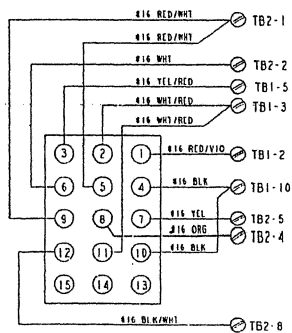 #16 RED/WHT
TB2-1
#16 RED/WHT
#16 WHT
TB2-2
#16 YEL/RED
TB1-5
#16 WHT/RED
TB1-3
#16 WHT/RED
3 2 1
#16 RED/VIO
TB1-2
6 5 4
#16 BLK
TB1-10
9 8 7
#16 YEL
TB2-5
#16 ORG
TB2-4
12 11 10
#16 BLK
15 14 13
#16 BLK/WHT
TB2-8